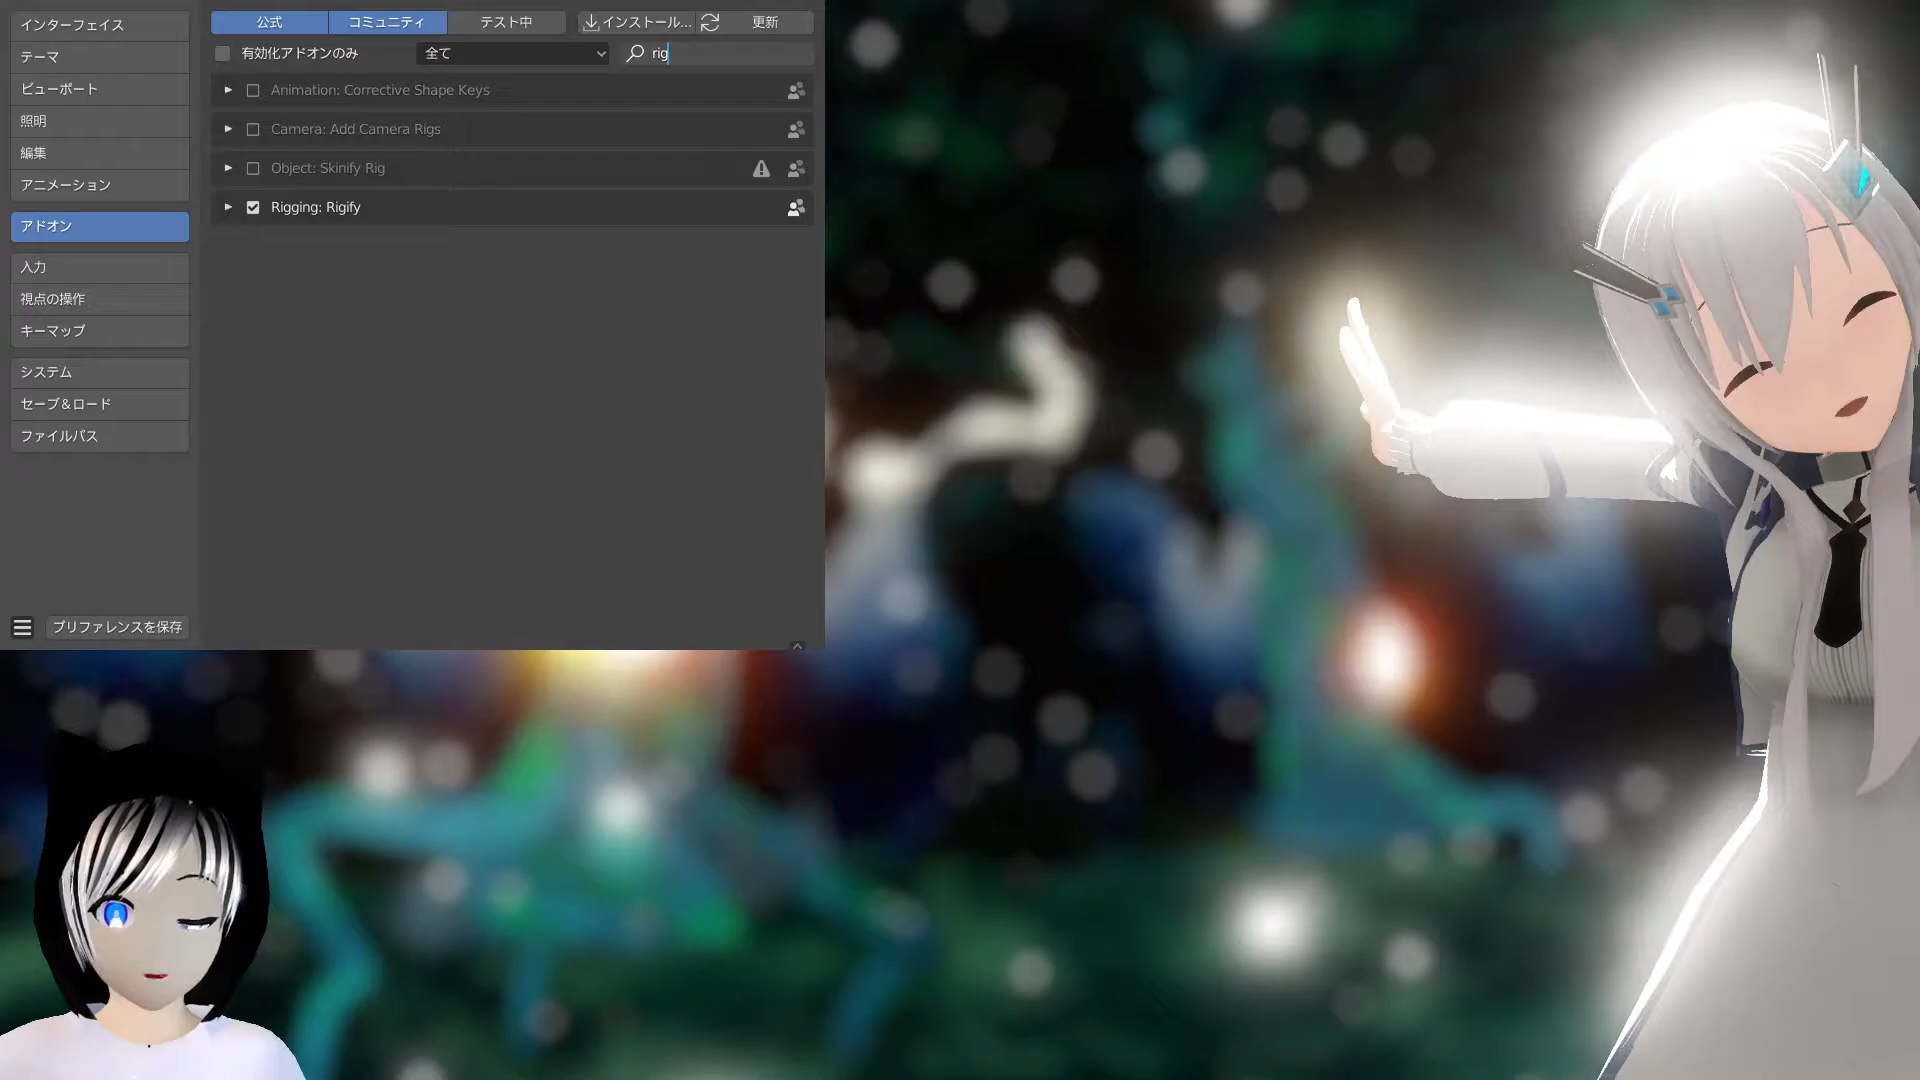 インターフェイス
テーマ
ビューポート
照明
編集
アニメーション
アドオン
入力
視点の操作
キーマップ
システム
セーブ＆ロード
ファイルパス
プリファレンスを保存
公式 コミュニティ テスト中 インストール... 更新
有効化アドオンのみ 全て rig
Animation: Corrective Shape Keys
Camera: Add Camera Rigs
Object: Skinify Rig
Rigging: Rigify